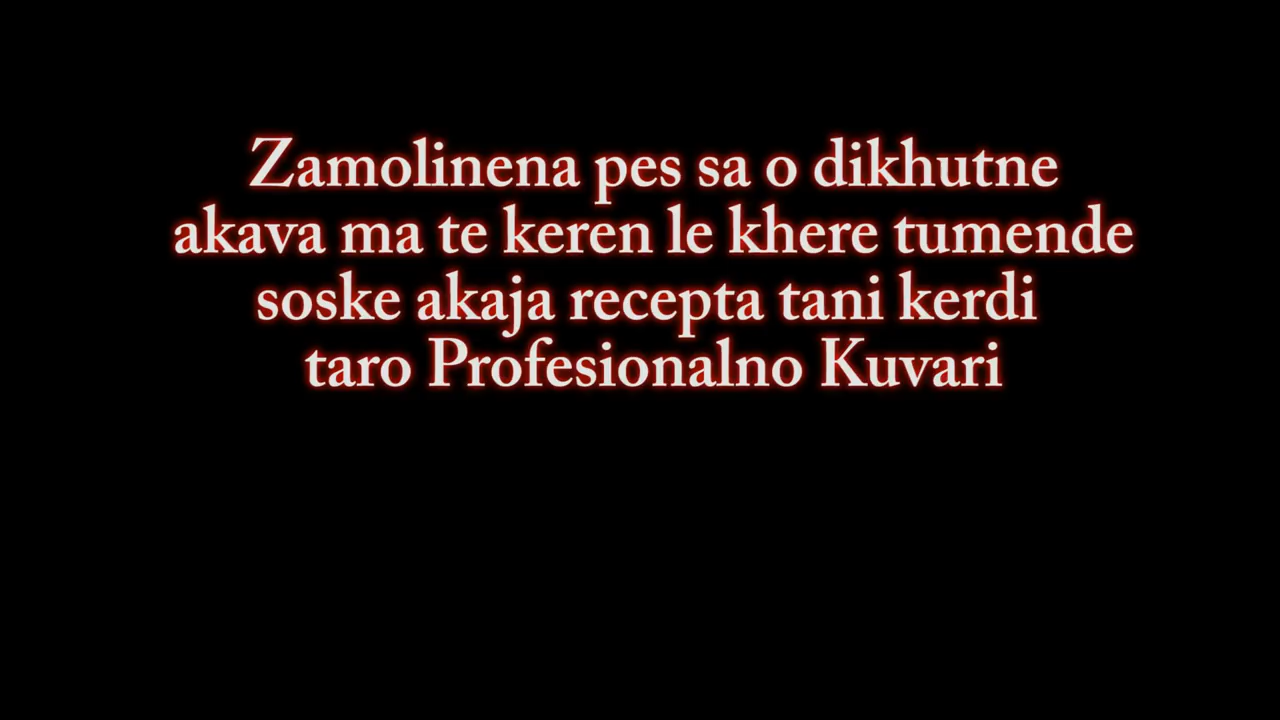 Zamolinena pes sa o dikhutne
akava ma te keren le khere tumende
soske akaja recepta tani kerdi
taro Profesionalno Kuvari